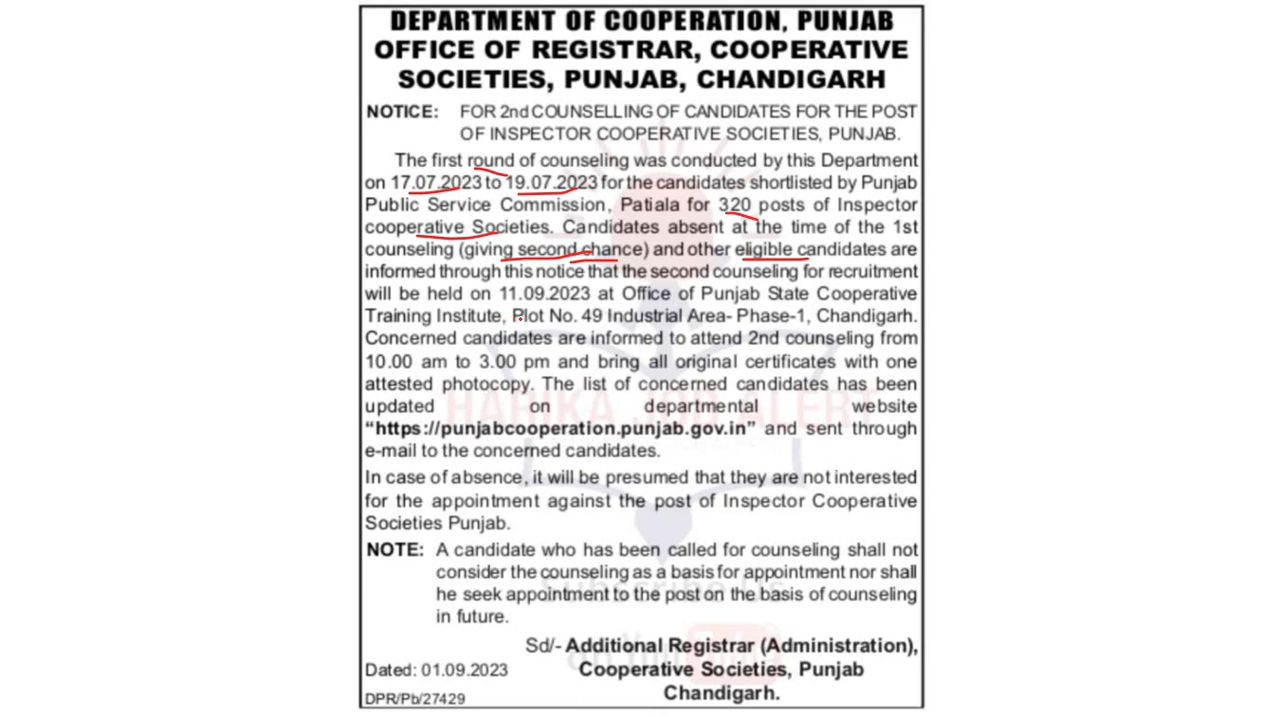 DEPARTMENT OF COOPERATION, PUNJAB
OFFICE OF REGISTRAR, COOPERATIVE
SOCIETIES, PUNJAB, CHANDIGARH
NOTICE: FOR 2nd COUNSELLING OF CANDIDATES FOR THE POST
OF INSPECTOR COOPERATIVE SOCIETIES, PUNJAB.
The first round of counseling was conducted by this Department
on 17.07.2023 to 19.07.2023 for the candidates shortlisted by Punjab
Public Service Commission, Patiala for 320 posts of Inspector
cooperative Societies. Candidates absent at the time of the 1st
counseling (giving second chance) and other eligible candidates are
informed through this notice that the second counseling for recruitment
will be held on 11.09.2023 at Office of Punjab State Cooperative
Training Institute, Plot No. 49 Industrial Area- Phase-1, Chandigarh.
Concerned candidates are informed to attend 2nd counseling from
10.00 am to 3.00 pm and bring all original certificates with one
attested photocopy. The list of concerned candidates has been
updated on departmental website
“https://punjabcooperation.punjab.gov.in” and sent through
e-mail to the concerned candidates.
In case of absence, it will be presumed that they are not interested
for the appointment against the post of Inspector Cooperative
Societies Punjab.
NOTE: A candidate who has been called for counseling shall not
consider the counseling as a basis for appointment nor shall
he seek appointment to the post on the basis of counseling
in future.
Sd/- Additional Registrar (Administration),
Dated: 01.09.2023 Cooperative Societies, Punjab
DPR/Pb/27429 Chandigarh.
HARIKA JOB ALERT
Subscribe Us
on YouTube